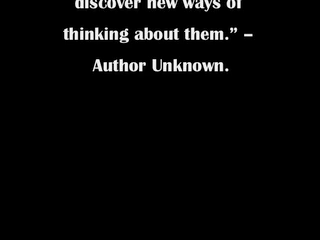 discover new ways of
thinking about them.” –
Author Unknown.